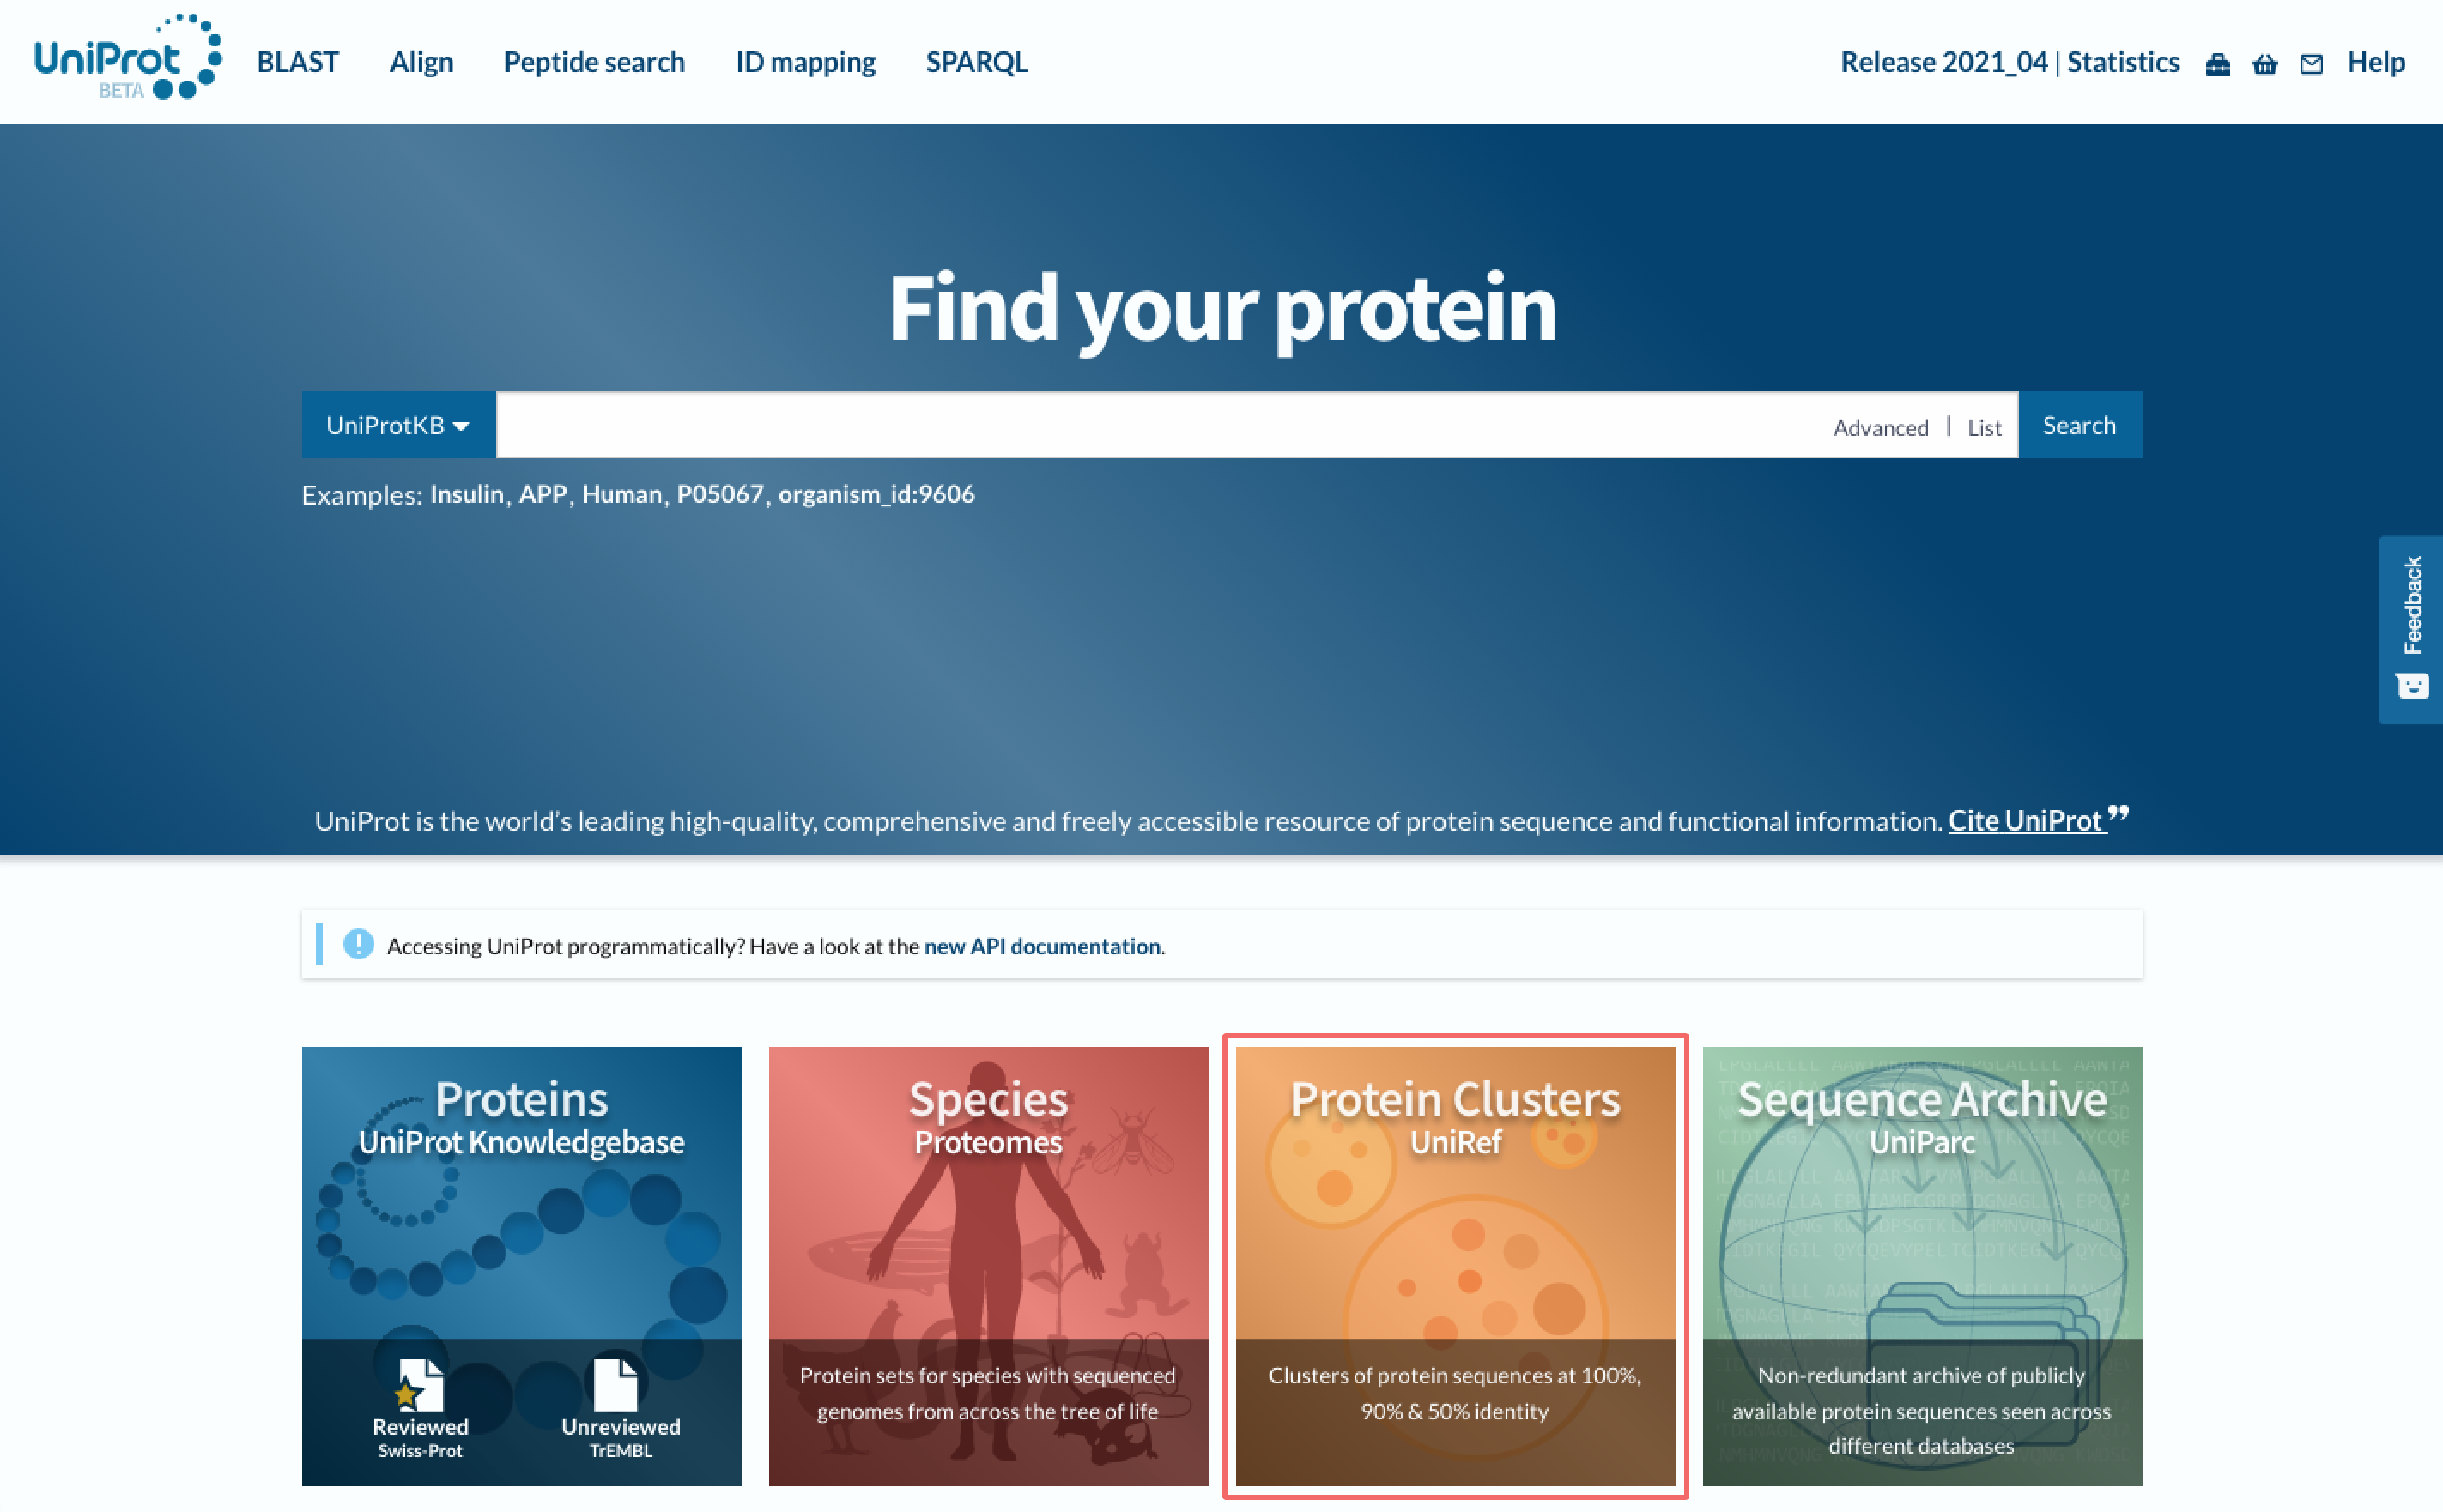 UniProt
BETA
BLAST Align Peptide search ID mapping SPARQL
Release 2021_04 | Statistics Help
Find your protein
UniProtKB
Advanced | List
Search
Examples: Insulin, APP, Human, P05067, organism_id:9606
Feedback
UniProt is the world’s leading high-quality, comprehensive and freely accessible resource of protein sequence and functional information. Cite UniProt ”
Accessing UniProt programmatically? Have a look at the new API documentation.
Proteins
UniProt Knowledgebase
Reviewed
Swiss-Prot
Unreviewed
TrEMBL
Species
Proteomes
Protein sets for species with sequenced
genomes from across the tree of life
Protein Clusters
UniRef
Clusters of protein sequences at 100%,
90% & 50% identity
Sequence Archive
UniParc
Non-redundant archive of publicly
available protein sequences seen across
different databases